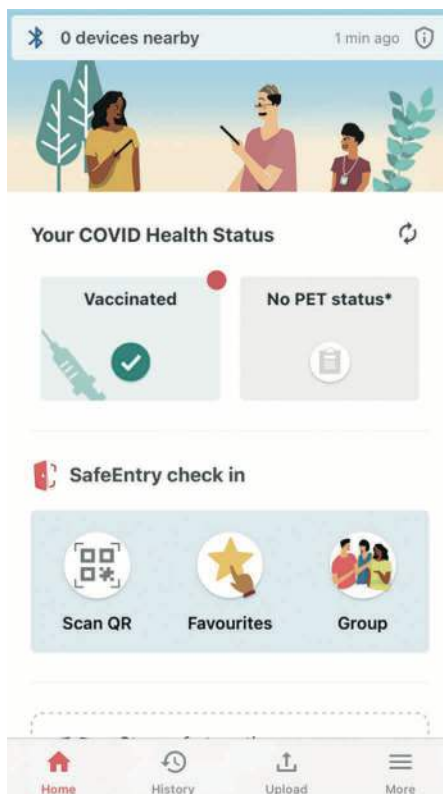 0 devices nearby 1 min ago
Your COVID Health Status
Vaccinated No PET status*
SafeEntry check in
Scan QR Favourites Group
Home History Upload More